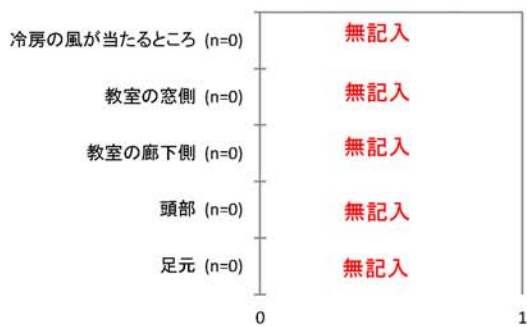 冷房の風が当たるところ (n=0) 無記入
教室の窓側 (n=0) 無記入
教室の廊下側 (n=0) 無記入
頭部 (n=0) 無記入
足元 (n=0) 無記入
0 1